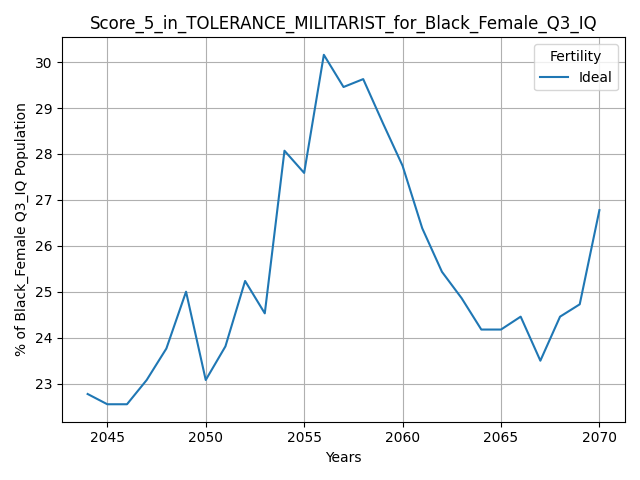 Score_5_in_TOLERANCE_MILITARIST_for_Black_Female_Q3_IQ
Fertility
Ideal
% of Black_Female Q3_IQ Population
30
29
28
27
26
25
24
23
2045 2050 2055 2060 2065 2070
Years